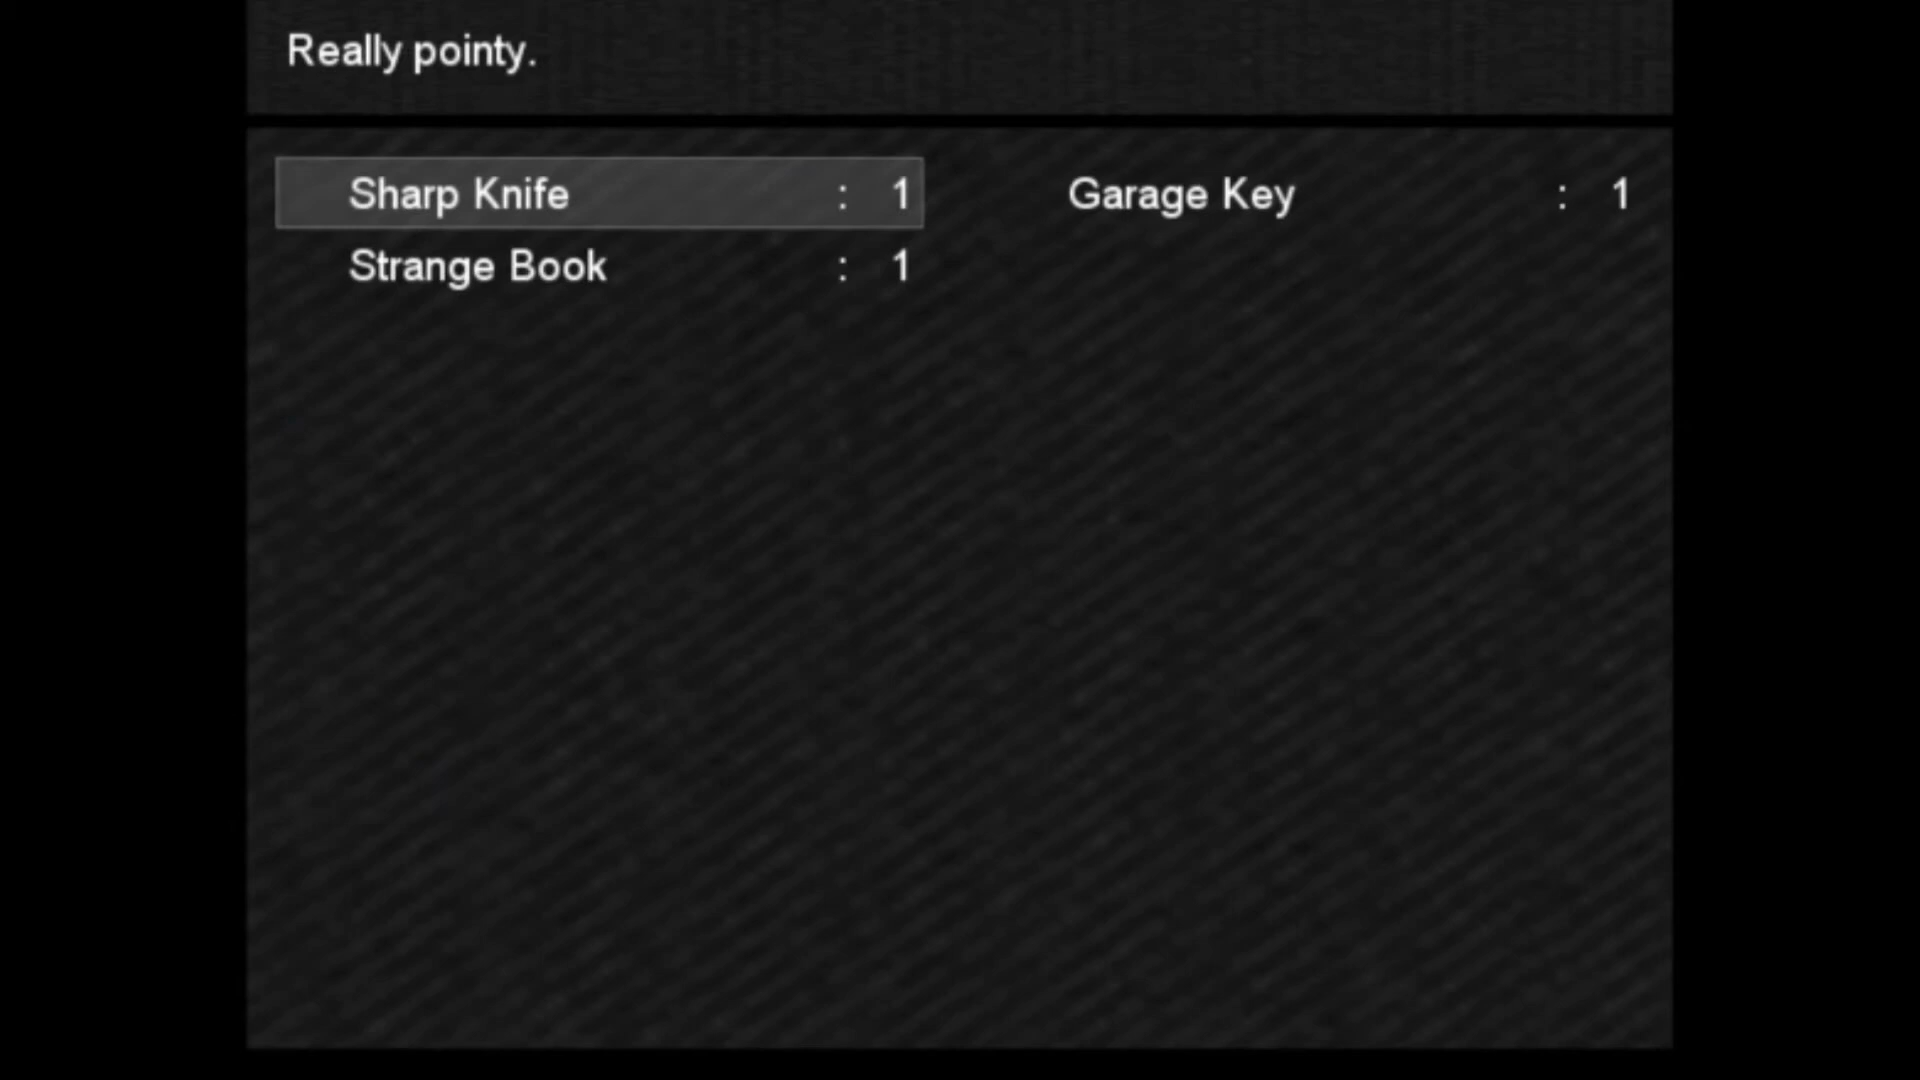 Really pointy.
Sharp Knife : 1 Garage Key : 1
Strange Book : 1